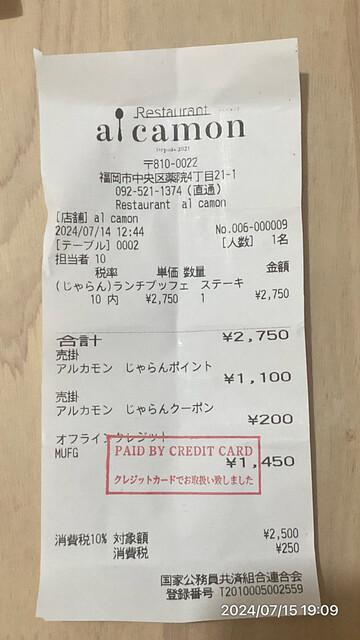 Restaurant
al camon
Depuis 2021
〒810-0022
福岡市中央区薬院4丁目21-1
092-521-1374（直通）
Restaurant al camon
[店舗] al camon
2024/07/14 12:44 No.006-000009
[テーブル] 0002 [人数] 1名
担当者 10
税率 単価 数量 金額
(じゃらん)ランチブッフェ ステーキ
10 内 ¥2,750 1 ¥2,750
合計 ¥2,750
売掛
アルカモン じゃらんポイント
¥1,100
売掛
アルカモン じゃらんクーポン
¥200
オフラインクレジット
MUFG
PAID BY CREDIT CARD
¥1,450
クレジットカードでお取扱い致しました
消費税10% 対象額 ¥2,500
消費税 ¥250
国家公務員共済組合連合会
登録番号 T2010005002559
2024/07/15 19:09